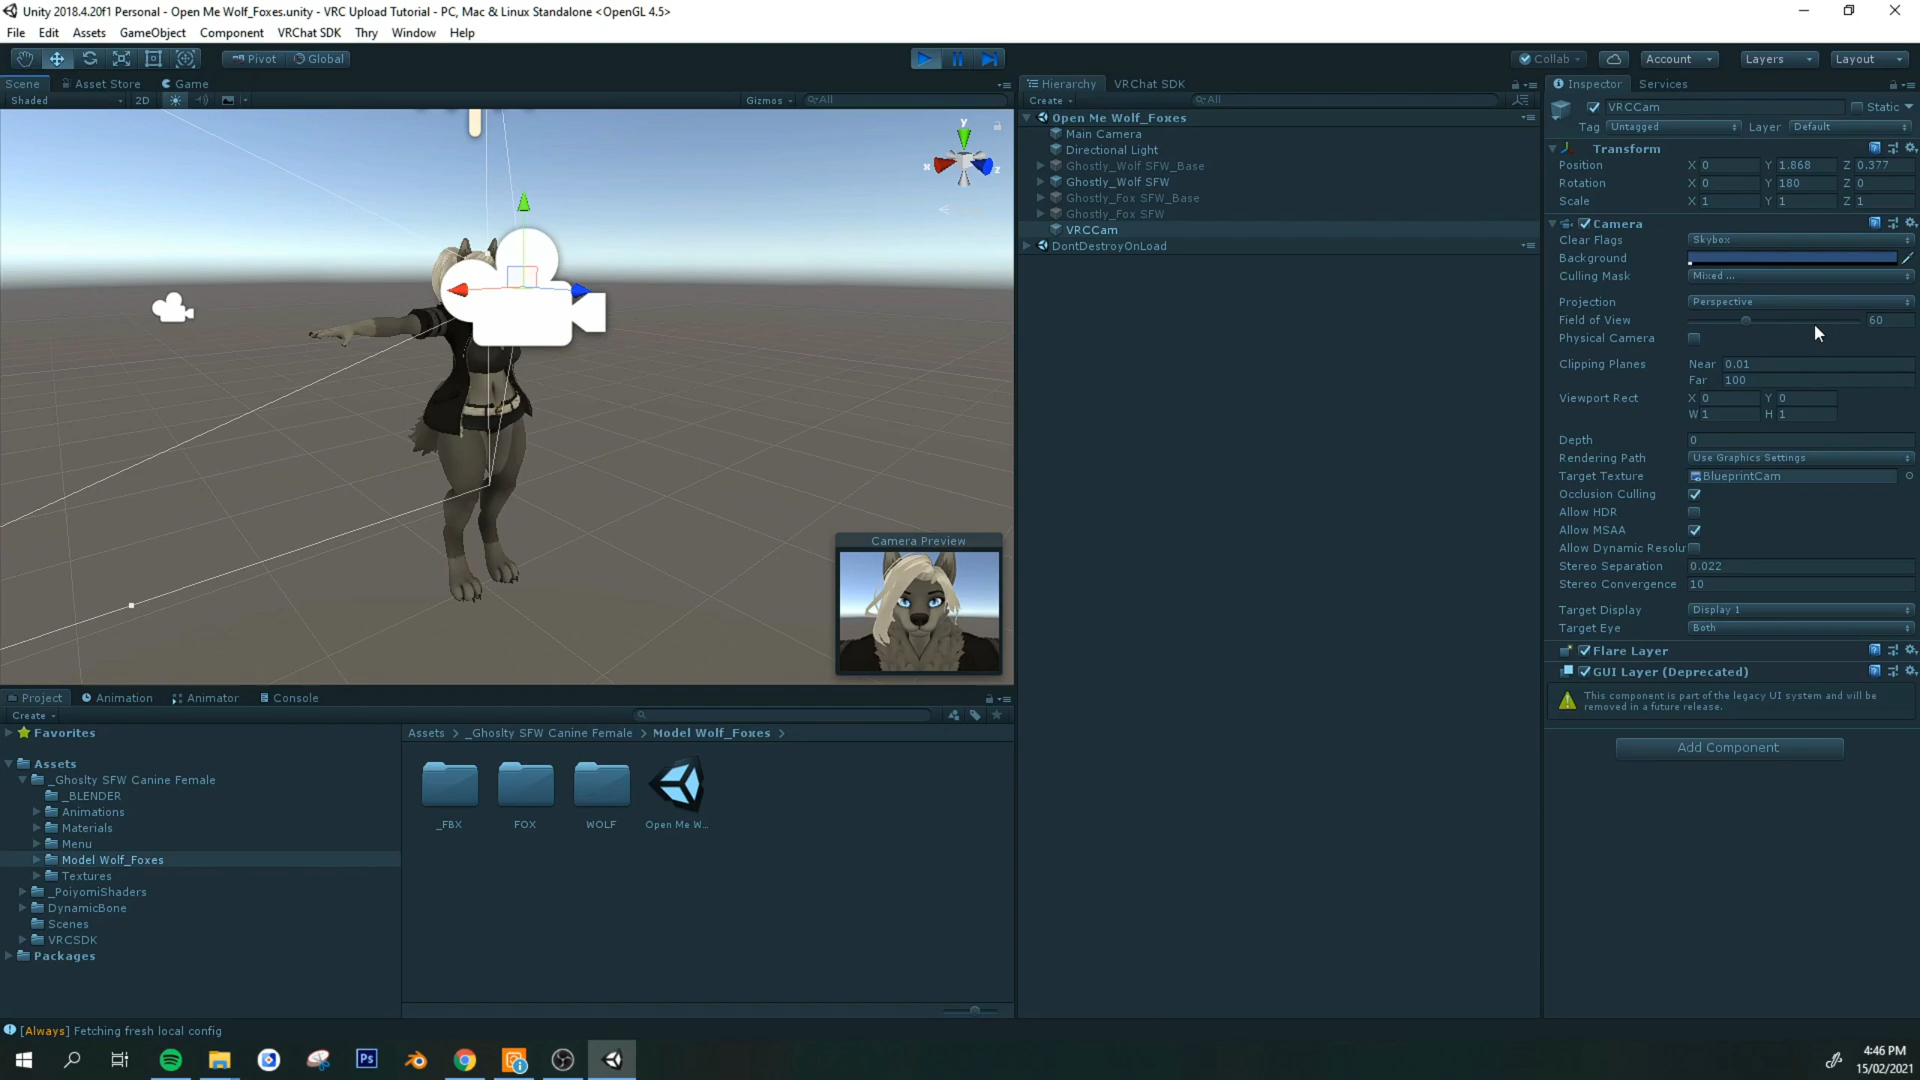 Unity 2018.4.20f1 Personal - Open Me Wolf_Foxes.unity - VRC Upload Tutorial - PC, Mac & Linux Standalone <OpenGL 4.5>
File Edit Assets GameObject Component VRChat SDK Thry Window Help
Pivot Global Collab Account Layers Layout
Scene Asset Store Game
Shaded 2D Gizmos All
y
x
z
Camera Preview
Hierarchy VRChat SDK
Create All
Open Me Wolf_Foxes
Main Camera
Directional Light
Ghostly_Wolf SFW_Base
Ghostly_Wolf SFW
Ghostly_Fox SFW_Base
Ghostly_Fox SFW
VRCCam
DontDestroyOnLoad
Inspector Services
VRCCam Static
Tag Untagged Layer Default
Transform
Position X 0 Y 1.868 Z 0.377
Rotation X 0 Y 180 Z 0
Scale X 1 Y 1 Z 1
Camera
Clear Flags Skybox
Background
Culling Mask Mixed ...
Projection Perspective
Field of View 60
Physical Camera
Clipping Planes Near 0.01
Far 100
Viewport Rect X 0 Y 0
W 1 H 1
Depth 0
Rendering Path Use Graphics Settings
Target Texture BlueprintCam
Occlusion Culling
Allow HDR
Allow MSAA
Allow Dynamic Resolu
Stereo Separation 0.022
Stereo Convergence 10
Target Display Display 1
Target Eye Both
Flare Layer
GUI Layer (Deprecated)
This component is part of the legacy UI system and will be
removed in a future release.
Add Component
Project Animation Animator Console
Create
Favorites
Assets
_Ghoslty SFW Canine Female
_BLENDER
Animations
Materials
Menu
Model Wolf_Foxes
Textures
_PoiyomiShaders
DynamicBone
Scenes
VRCSDK
Packages
Assets > _Ghoslty SFW Canine Female > Model Wolf_Foxes >
_FBX FOX WOLF Open Me W...
[Always] Fetching fresh local config
Ps
4:46 PM
15/02/2021